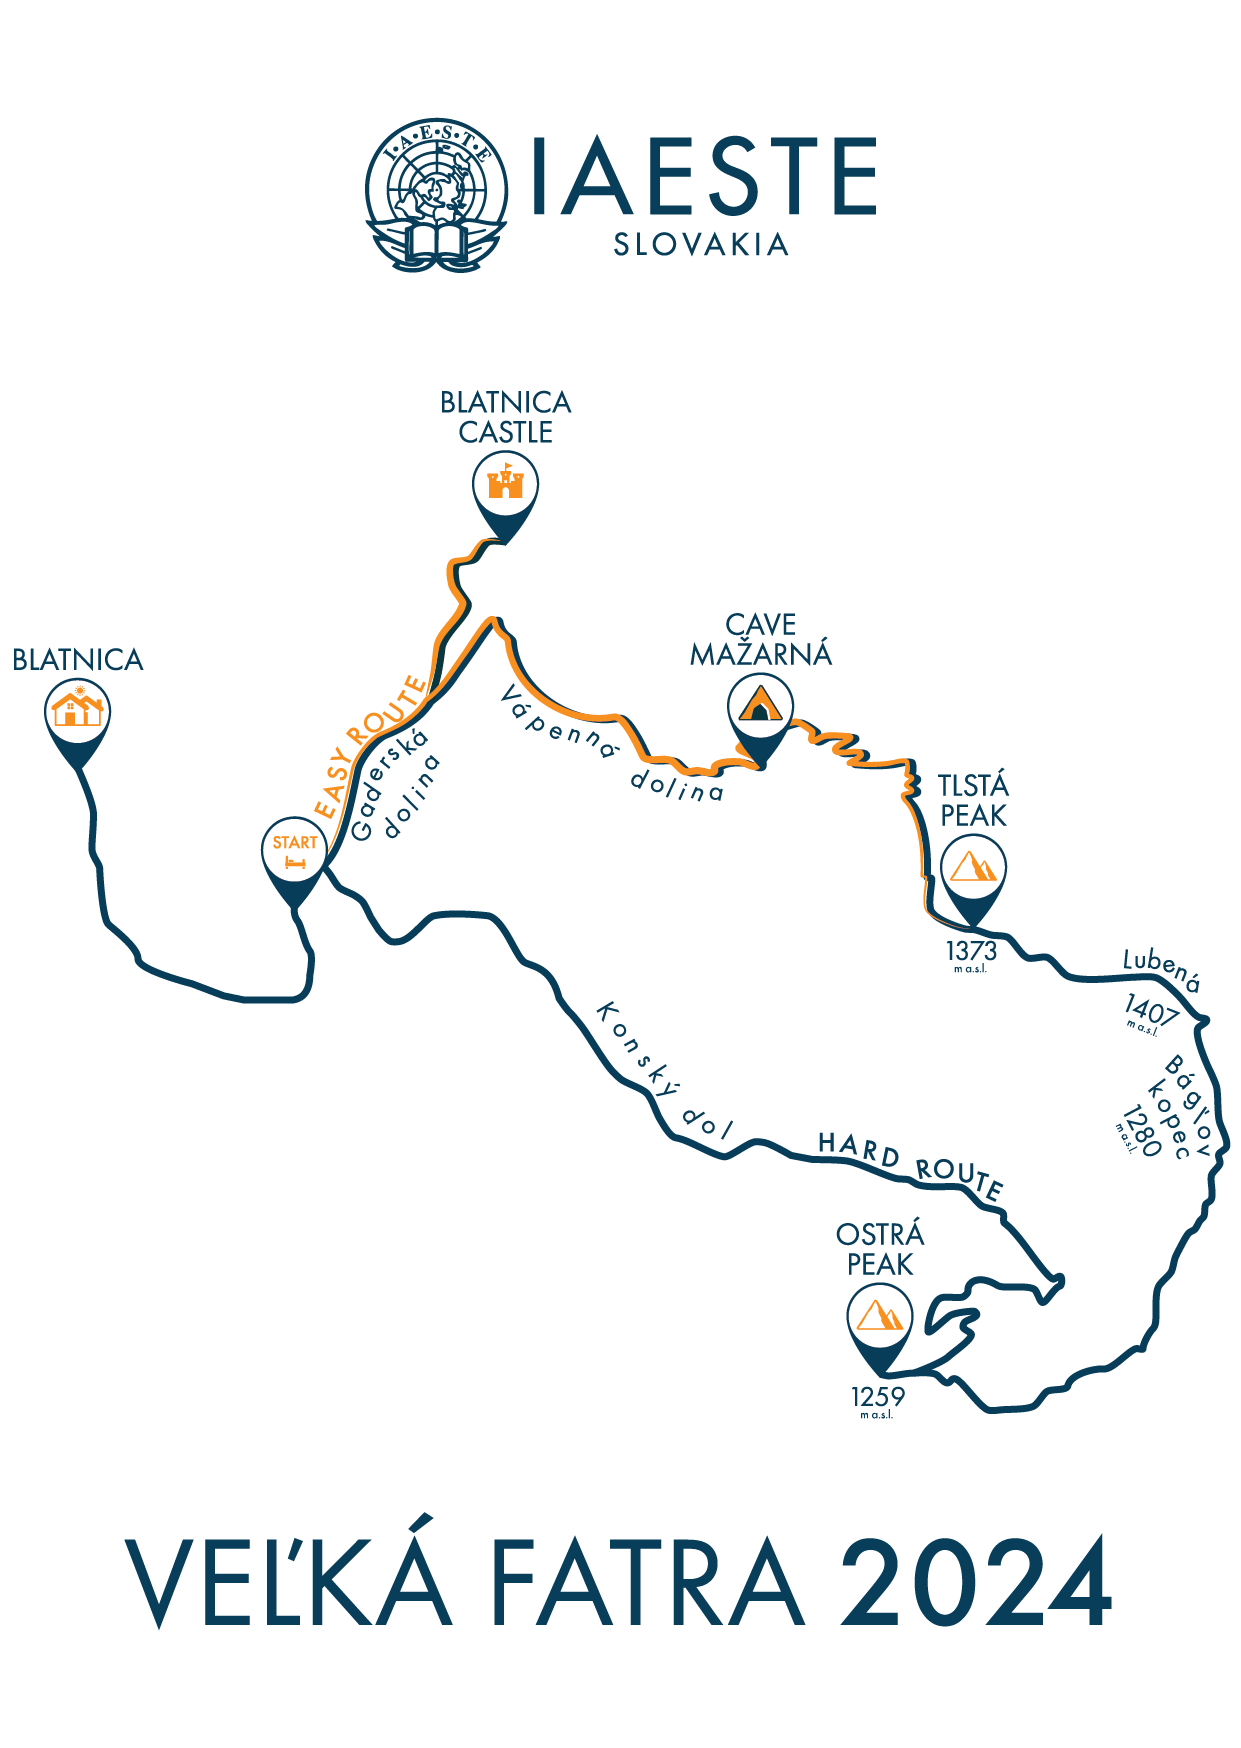 I·A·E·S·T·E
IAESTE
SLOVAKIA
BLATNICA
CASTLE
BLATNICA
START
EASY ROUTE
Gaderská
dolina
Vápenná dolina
CAVE
MAŽARNÁ
TLSTÁ
PEAK
1373
m a.s.l.
Lubená
1407
m a.s.l.
Bágľov
kopec
1280
m a.s.l.
Konský dol
HARD ROUTE
OSTRÁ
PEAK
1259
m a.s.l.
VEĽKÁ FATRA 2024